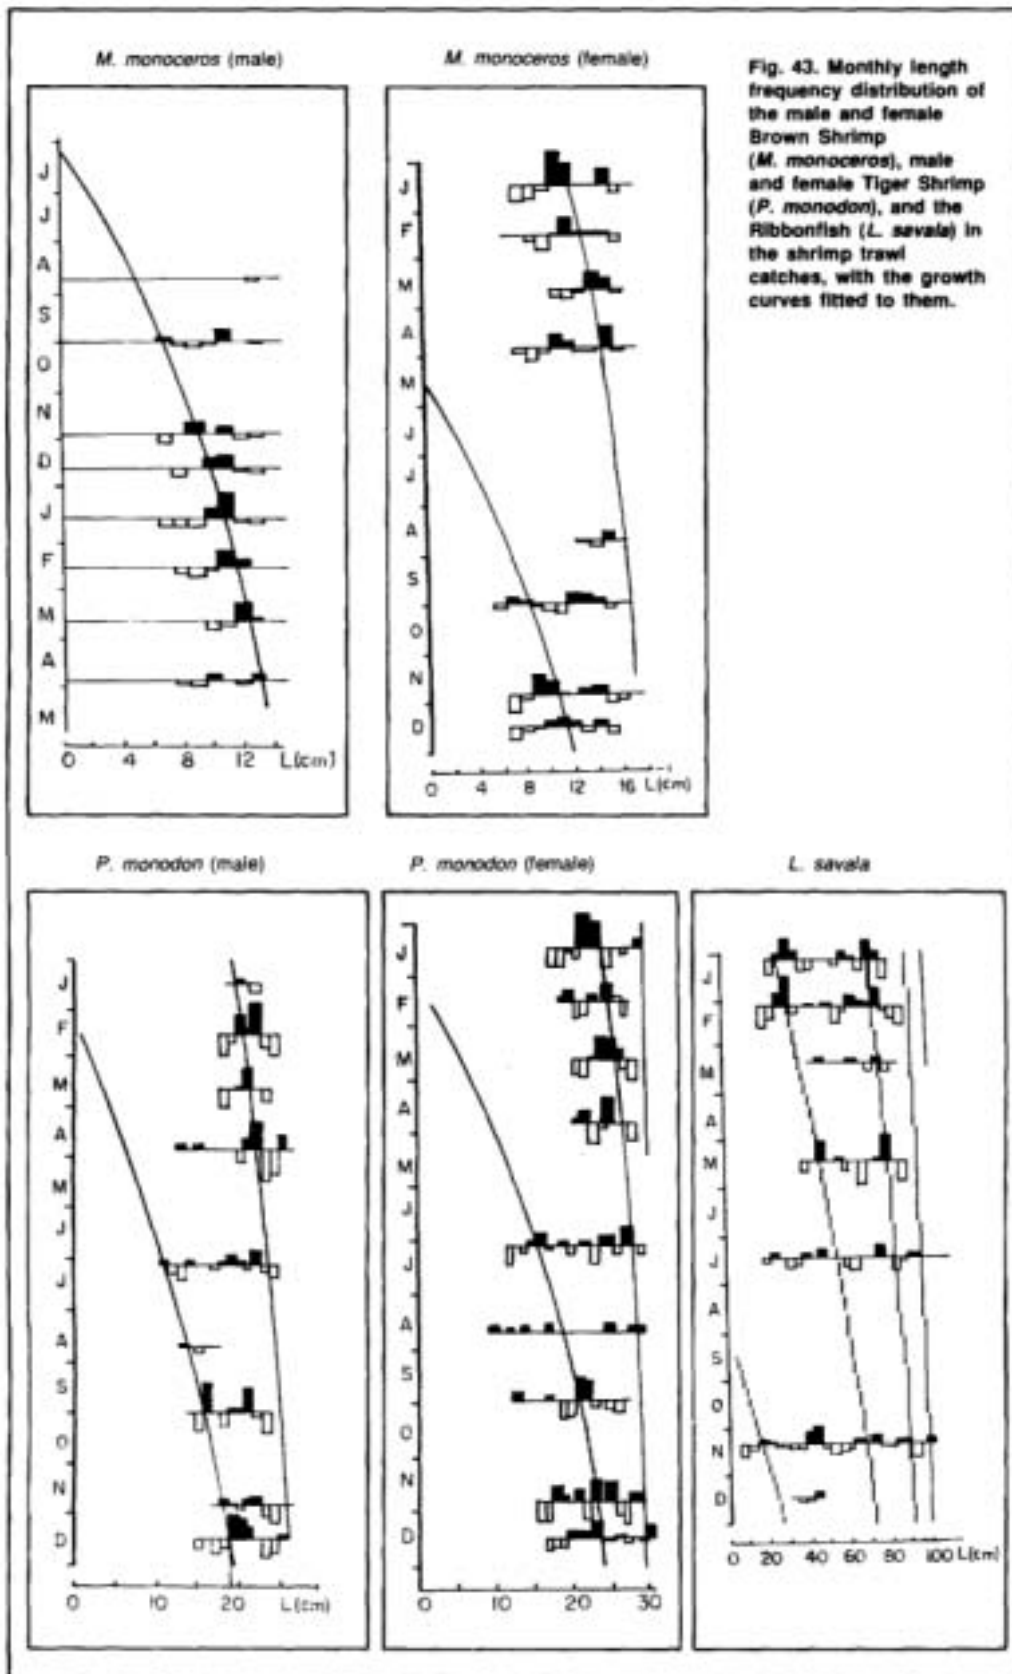 M. monoceros (male)
M. monoceros (female)
Fig. 43. Monthly length
frequency distribution of
the male and female
Brown Shrimp
(M. monoceros), male
and female Tiger Shrimp
(P. monodon), and the
Ribbonfish (L. savala) in
the shrimp trawl
catches, with the growth
curves fitted to them.
J
J
A
S
O
N
D
J
F
M
A
M
0 4 8 12 L(cm)
J
F
M
A
M
J
J
A
S
O
N
D
0 4 8 12 16 L(cm)
P. monodon (male)
P. monodon (female)
L. savala
J
F
M
A
M
J
J
A
S
O
N
D
0 10 20 L(cm)
J
F
M
A
M
J
J
A
S
O
N
D
0 10 20 30
J
F
M
A
M
J
J
A
S
O
N
D
0 20 40 60 80 100 L(cm)